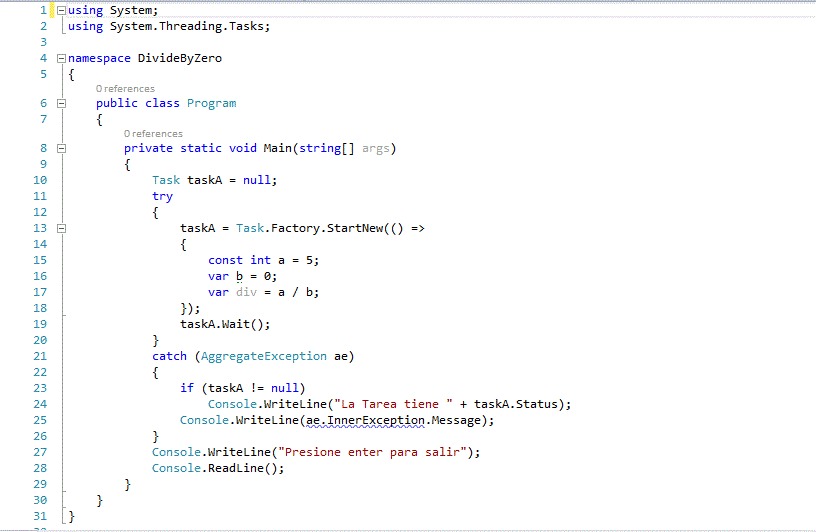 1 using System;
2 using System.Threading.Tasks;
3
4 namespace DivideByZero
5 {
0 references
6 public class Program
7 {
0 references
8 private static void Main(string[] args)
9 {
10 Task taskA = null;
11 try
12 {
13 taskA = Task.Factory.StartNew(() =>
14 {
15 const int a = 5;
16 var b = 0;
17 var div = a / b;
18 });
19 taskA.Wait();
20 }
21 catch (AggregateException ae)
22 {
23 if (taskA != null)
24 Console.WriteLine("La Tarea tiene " + taskA.Status);
25 Console.WriteLine(ae.InnerException.Message);
26 }
27 Console.WriteLine("Presione enter para salir");
28 Console.ReadLine();
29 }
30 }
31 }